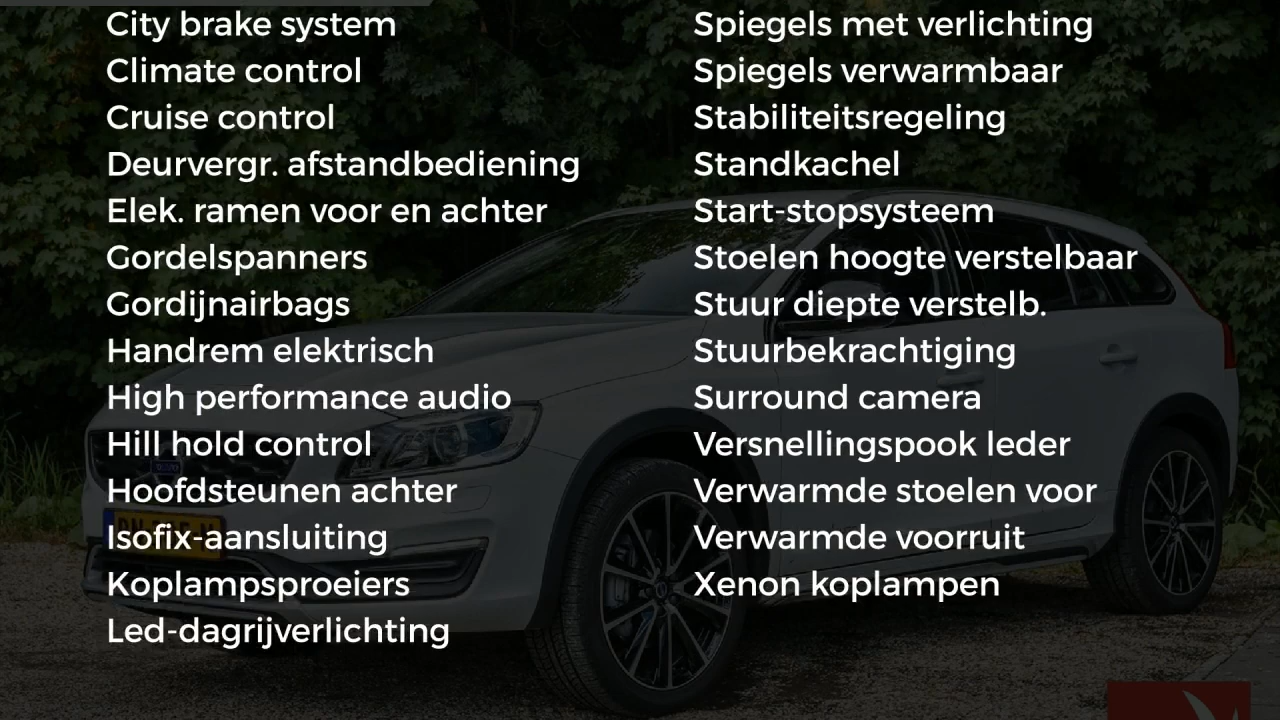 City brake system
Climate control
Cruise control
Deurvergr. afstandbediening
Elek. ramen voor en achter
Gordelspanners
Gordijnairbags
Handrem elektrisch
High performance audio
Hill hold control
Hoofdsteunen achter
Isofix-aansluiting
Koplampsproeiers
Led-dagrijverlichting
Spiegels met verlichting
Spiegels verwarmbaar
Stabiliteitsregeling
Standkachel
Start-stopsysteem
Stoelen hoogte verstelbaar
Stuur diepte verstelb.
Stuurbekrachtiging
Surround camera
Versnellingspook leder
Verwarmde stoelen voor
Verwarmde voorruit
Xenon koplampen